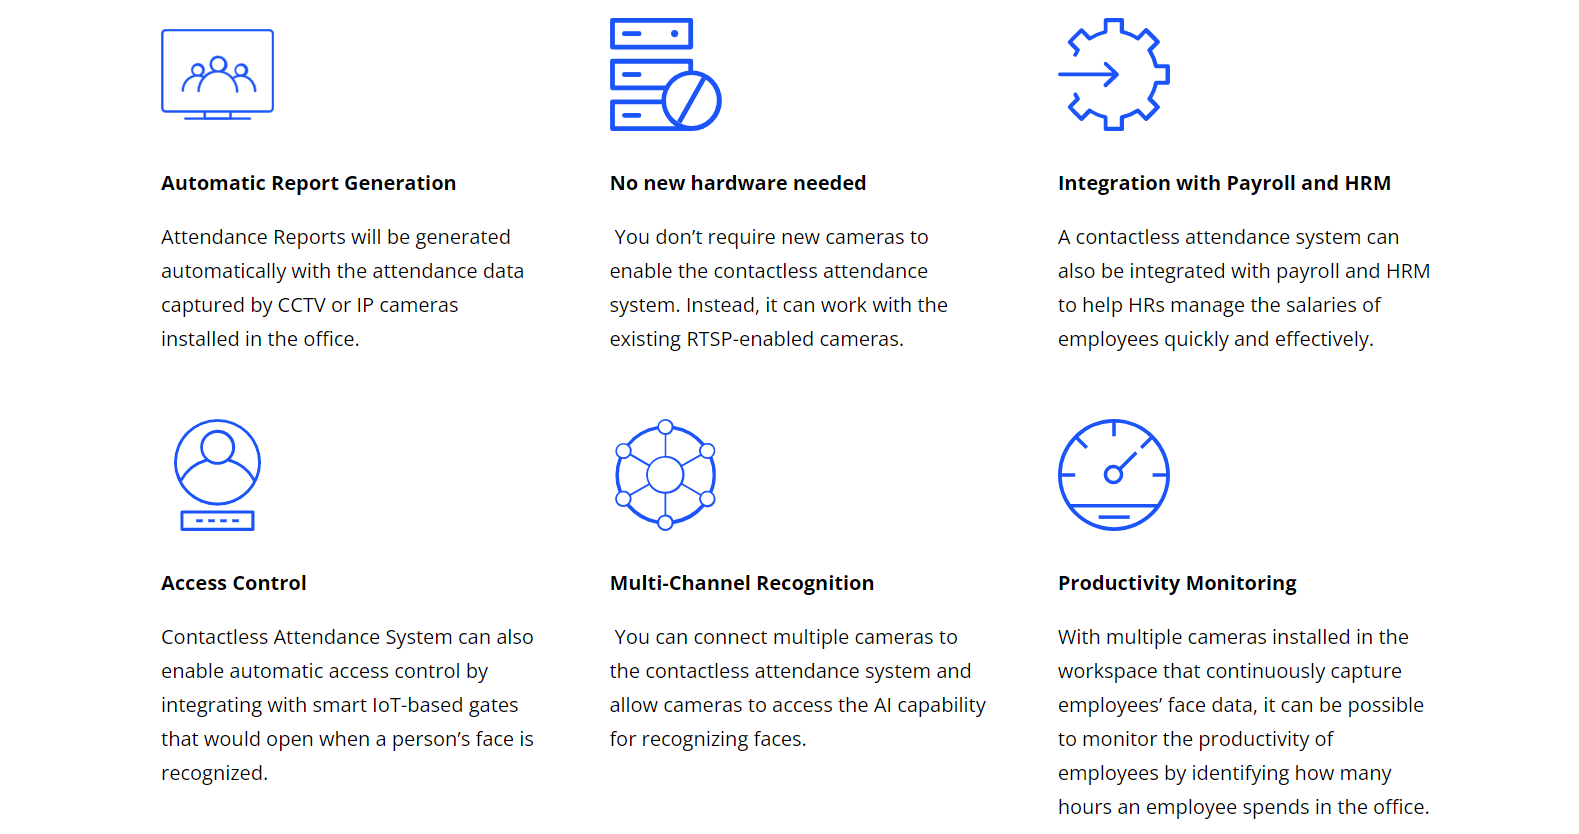 Automatic Report Generation
Attendance Reports will be generated
automatically with the attendance data
captured by CCTV or IP cameras
installed in the office.
No new hardware needed
You don’t require new cameras to
enable the contactless attendance
system. Instead, it can work with the
existing RTSP-enabled cameras.
Integration with Payroll and HRM
A contactless attendance system can
also be integrated with payroll and HRM
to help HRs manage the salaries of
employees quickly and effectively.
Access Control
Contactless Attendance System can also
enable automatic access control by
integrating with smart IoT-based gates
that would open when a person’s face is
recognized.
Multi-Channel Recognition
You can connect multiple cameras to
the contactless attendance system and
allow cameras to access the AI capability
for recognizing faces.
Productivity Monitoring
With multiple cameras installed in the
workspace that continuously capture
employees’ face data, it can be possible
to monitor the productivity of
employees by identifying how many
hours an employee spends in the office.